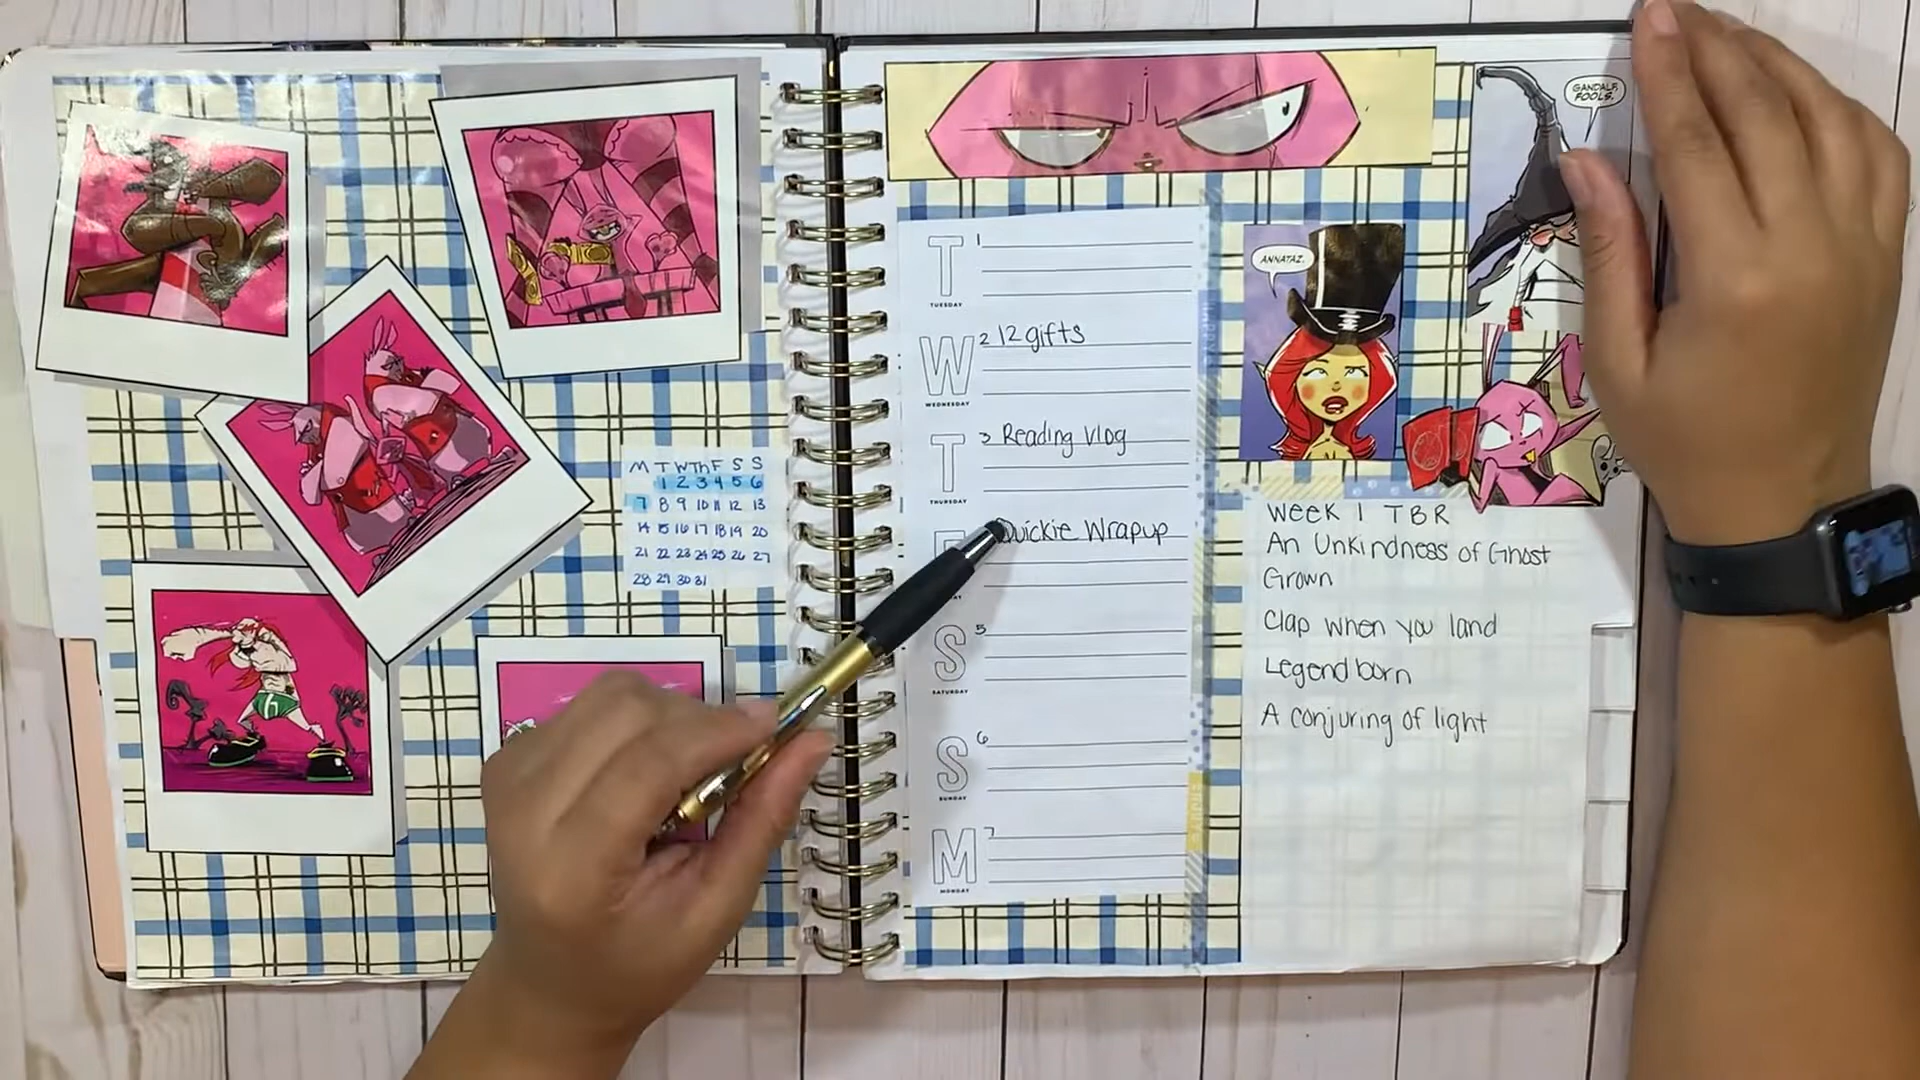 GANDALF,
FOOLS.
ANNATAZ.
T 1
TUESDAY
W 2 12 gifts
WEDNESDAY
T 3 Reading Vlog
THURSDAY
Quickie Wrapup
S 5
SATURDAY
S 6
SUNDAY
M 7
MONDAY
M T W Th F S S
1 2 3 4 5 6
7 8 9 10 11 12 13
14 15 16 17 18 19 20
21 22 23 24 25 26 27
28 29 30 31
Week 1 TBR
An Unkindness of Ghost
Grown
Clap when you land
Legendborn
A conjuring of light